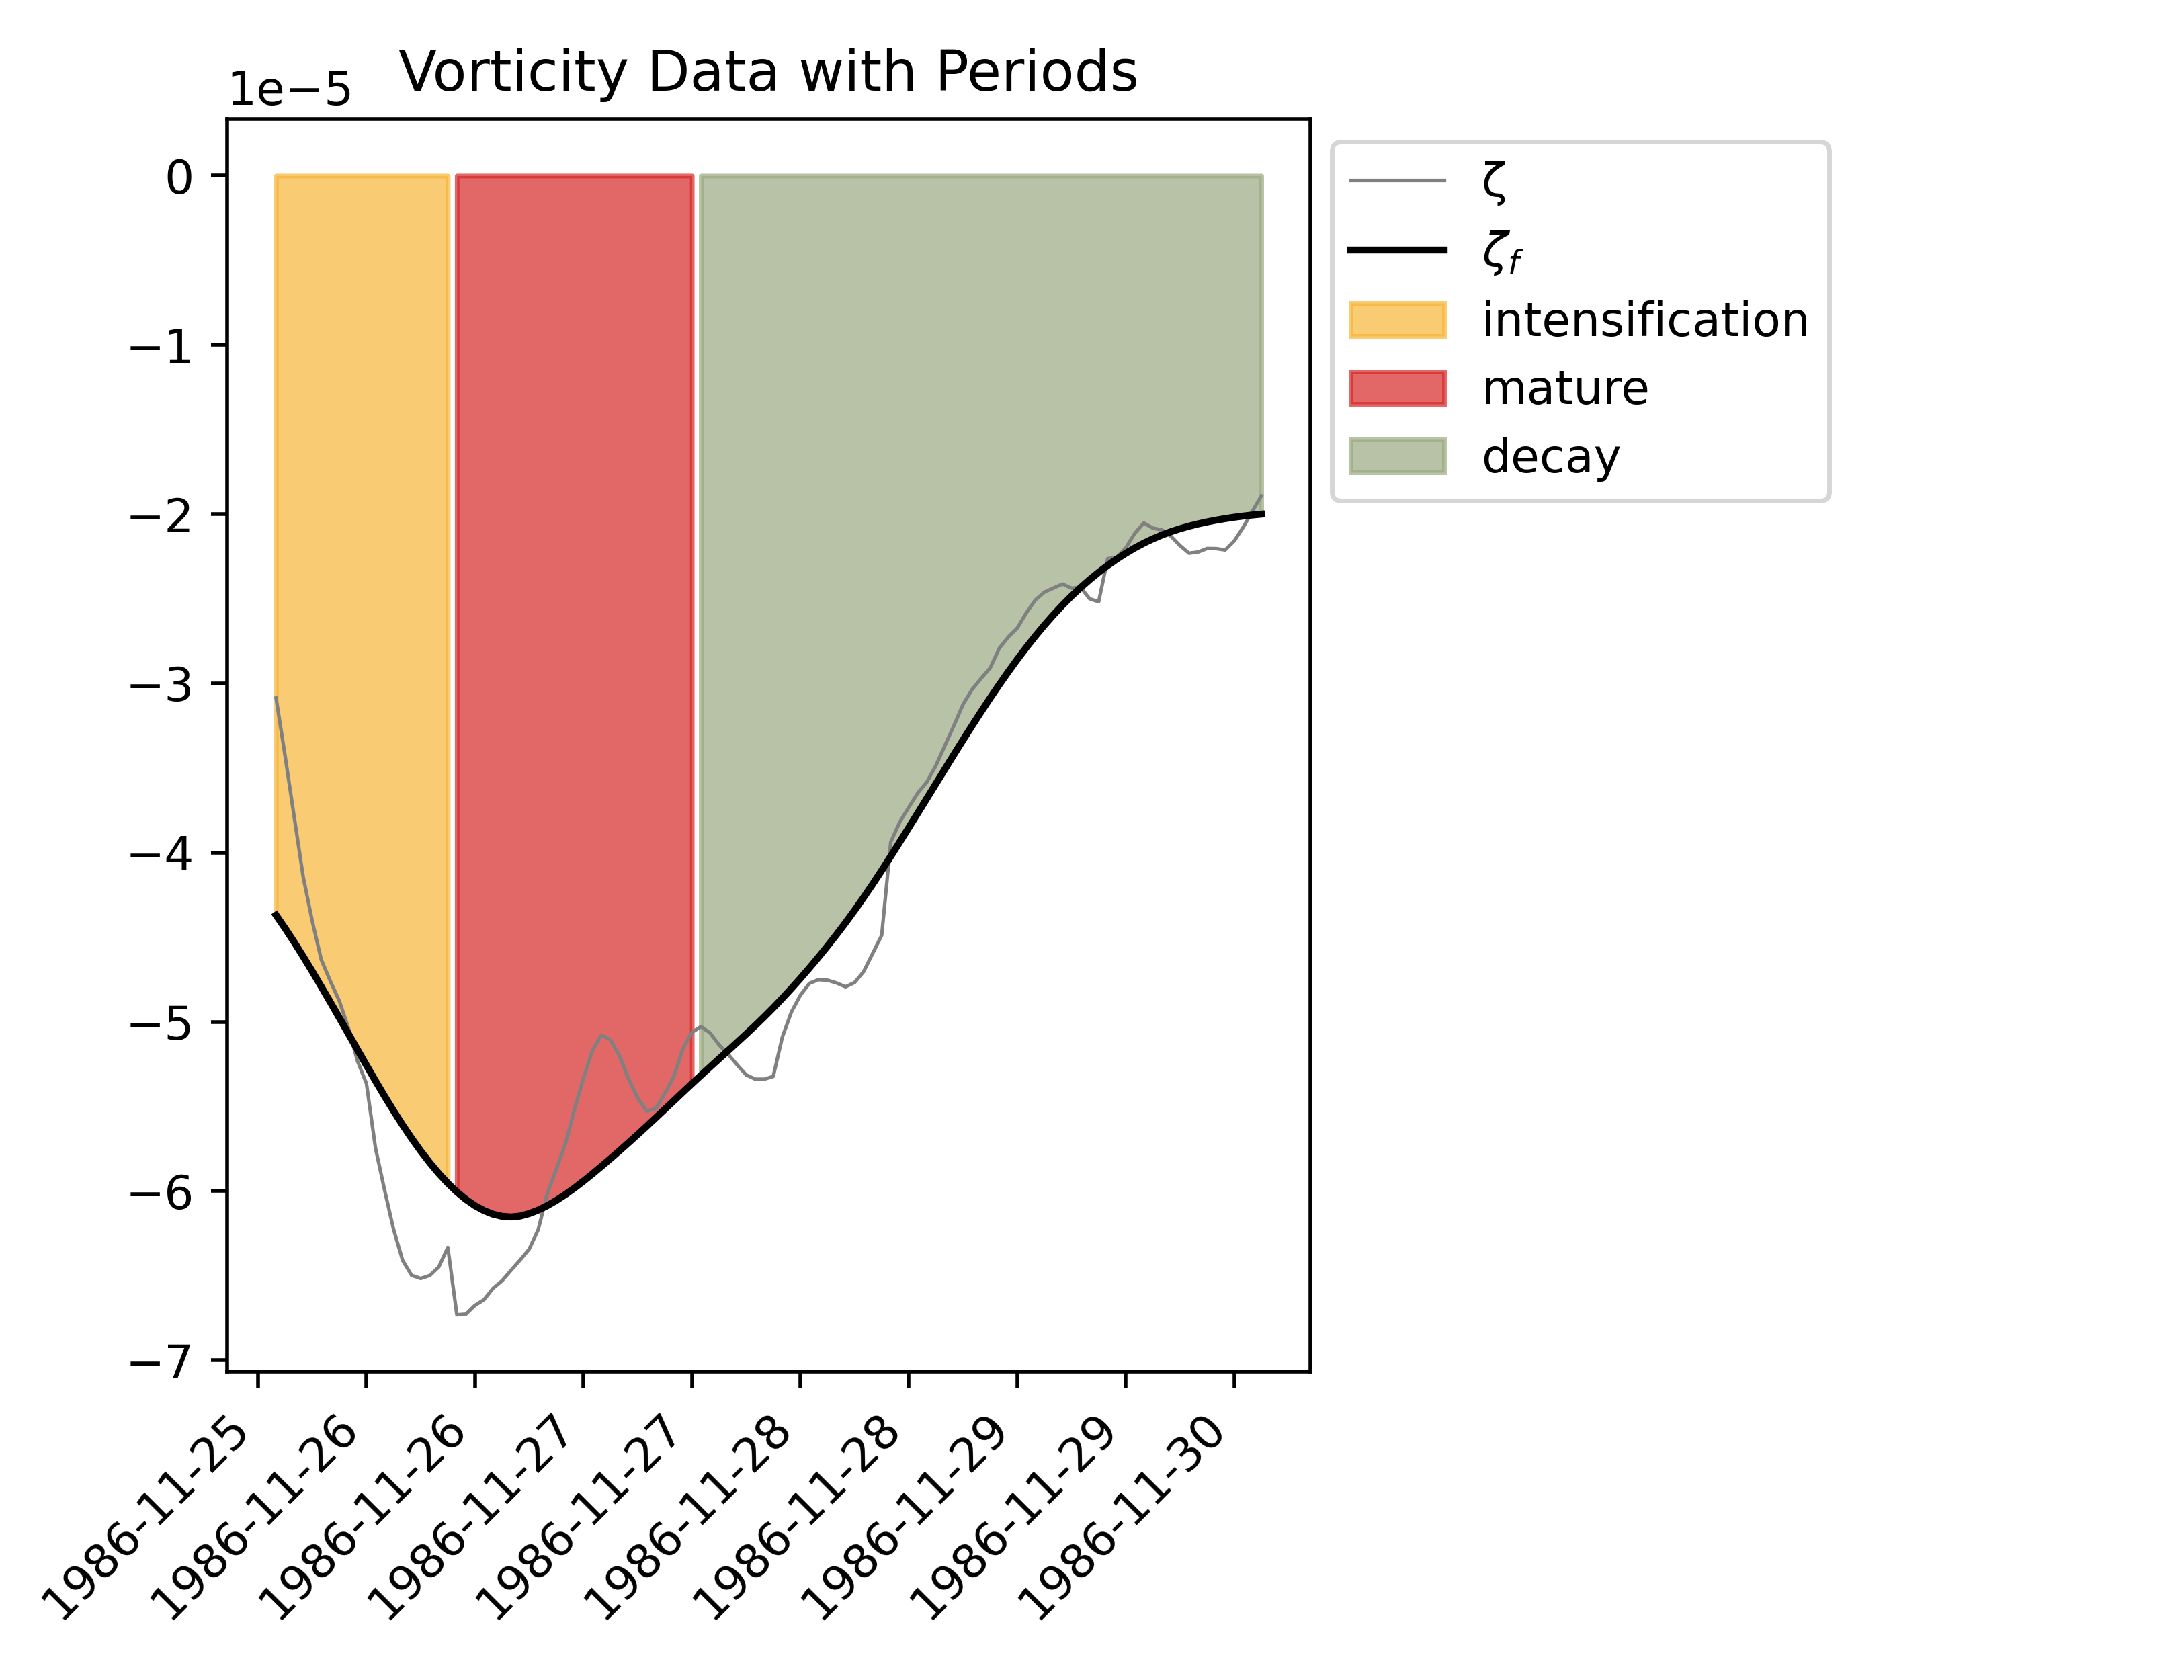 Vorticity Data with Periods
1e−5
0
−1
−2
−3
−4
−5
−6
−7
1986-11-25
1986-11-26
1986-11-26
1986-11-27
1986-11-27
1986-11-28
1986-11-28
1986-11-29
1986-11-29
1986-11-30
ζ
ζf
intensification
mature
decay